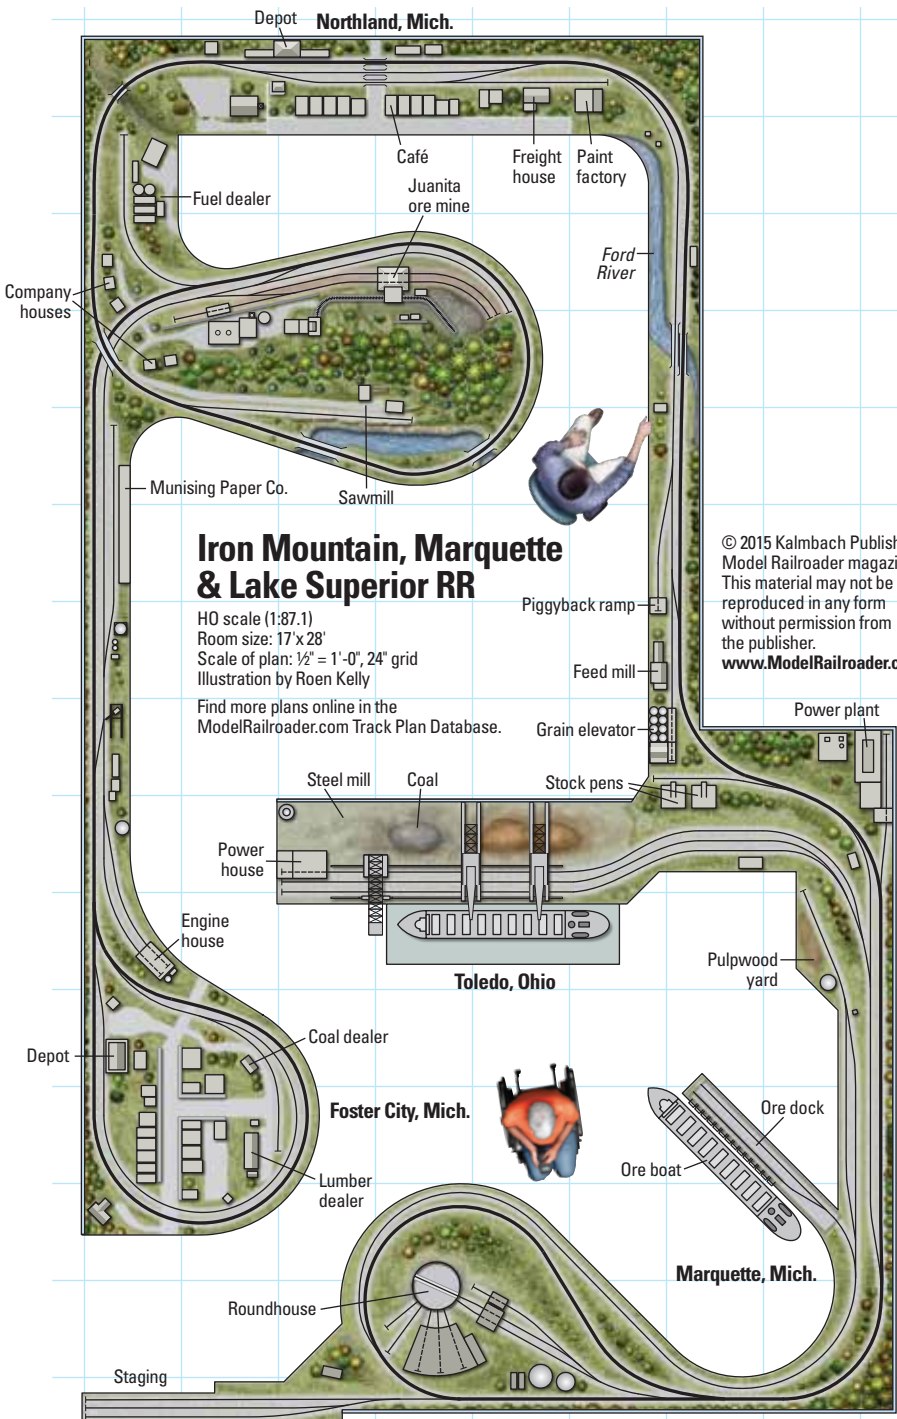 Depot
Northland, Mich.
Café
Freight
house
Paint
factory
Fuel dealer
Juanita
ore mine
Ford
River
Company
houses
Munising Paper Co.
Sawmill
Iron Mountain, Marquette
& Lake Superior RR
HO scale (1:87.1)
Room size: 17' x 28'
Scale of plan: ½" = 1'-0", 24" grid
Illustration by Roen Kelly
Find more plans online in the
ModelRailroader.com Track Plan Database.
© 2015 Kalmbach Publish
Model Railroader magazi
This material may not be
reproduced in any form
without permission from
the publisher.
www.ModelRailroader.c
Piggyback ramp
Feed mill
Grain elevator
Power plant
Stock pens
Steel mill
Coal
Power
house
Engine
house
Toledo, Ohio
Pulpwood
yard
Depot
Coal dealer
Foster City, Mich.
Lumber
dealer
Ore dock
Ore boat
Marquette, Mich.
Roundhouse
Staging